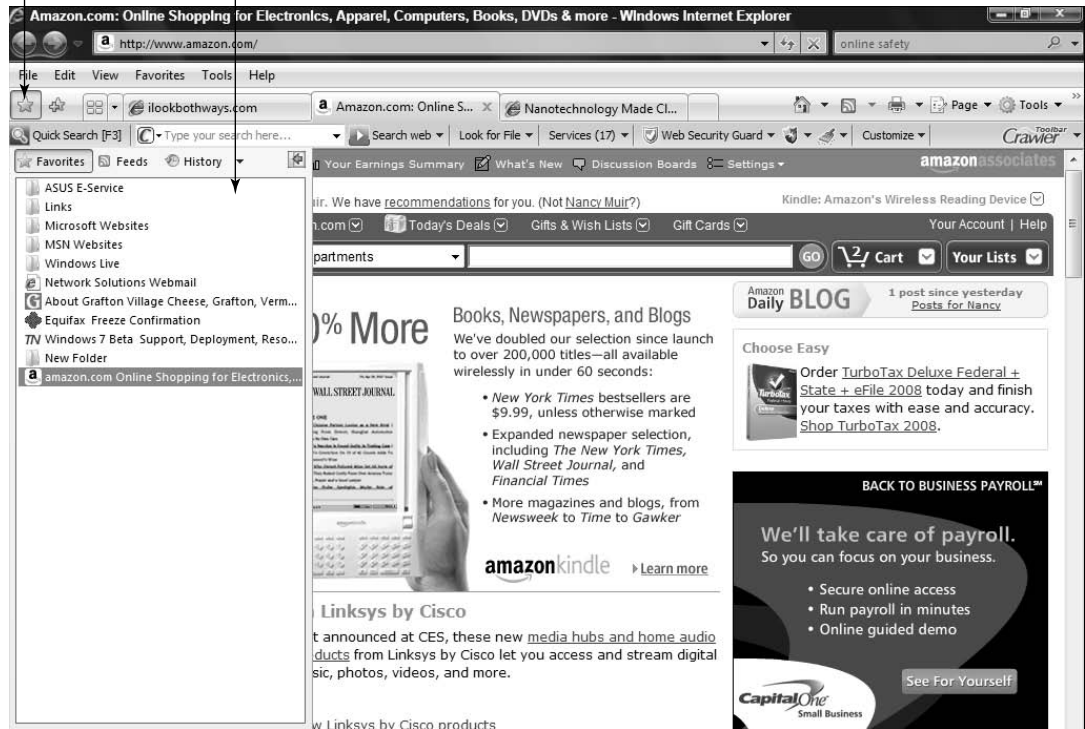 Amazon.com: Online Shopping for Electronics, Apparel, Computers, Books, DVDs & more - Windows Internet Explorer
http://www.amazon.com/
online safety
File Edit View Favorites Tools Help
ilookbothways.com
Amazon.com: Online S...
Nanotechnology Made Cl...
Page
Tools
Quick Search [F3]
Type your search here...
Search web
Look for File
Services (17)
Web Security Guard
Customize
Crawler Toolbar
Favorites
Feeds
History
Your Earnings Summary
What's New
Discussion Boards
Settings
amazonassociates
ASUS E-Service
Links
Microsoft Websites
MSN Websites
Windows Live
Network Solutions Webmail
About Grafton Village Cheese, Grafton, Verm...
Equifax Freeze Confirmation
Windows 7 Beta Support, Deployment, Reso...
New Folder
amazon.com Online Shopping for Electronics,...
ir. We have recommendations for you. (Not Nancy Muir?)
Kindle: Amazon's Wireless Reading Device
n.com
Today's Deals
Gifts & Wish Lists
Gift Cards
Your Account | Help
partments
GO
2 Cart
Your Lists
0% More
WALL STREET JOURNAL
Books, Newspapers, and Blogs
We've doubled our selection since launch
to over 200,000 titles—all available
wirelessly in under 60 seconds:
• New York Times bestsellers are
$9.99, unless otherwise marked
• Expanded newspaper selection,
including The New York Times,
Wall Street Journal, and
Financial Times
• More magazines and blogs, from
Newsweek to Time to Gawker
amazonkindle
Learn more
Linksys by Cisco
t announced at CES, these new media hubs and home audio
ducts from Linksys by Cisco let you access and stream digital
sic, photos, videos, and more.
w Linksys by Cisco products
Amazon Daily BLOG
1 post since yesterday
Posts for Nancy
Choose Easy
TurboTax
Order TurboTax Deluxe Federal +
State + eFile 2008 today and finish
your taxes with ease and accuracy.
Shop TurboTax 2008.
BACK TO BUSINESS PAYROLL℠
We'll take care of payroll.
So you can focus on your business.
• Secure online access
• Run payroll in minutes
• Online guided demo
See For Yourself
CapitalOne
Small Business